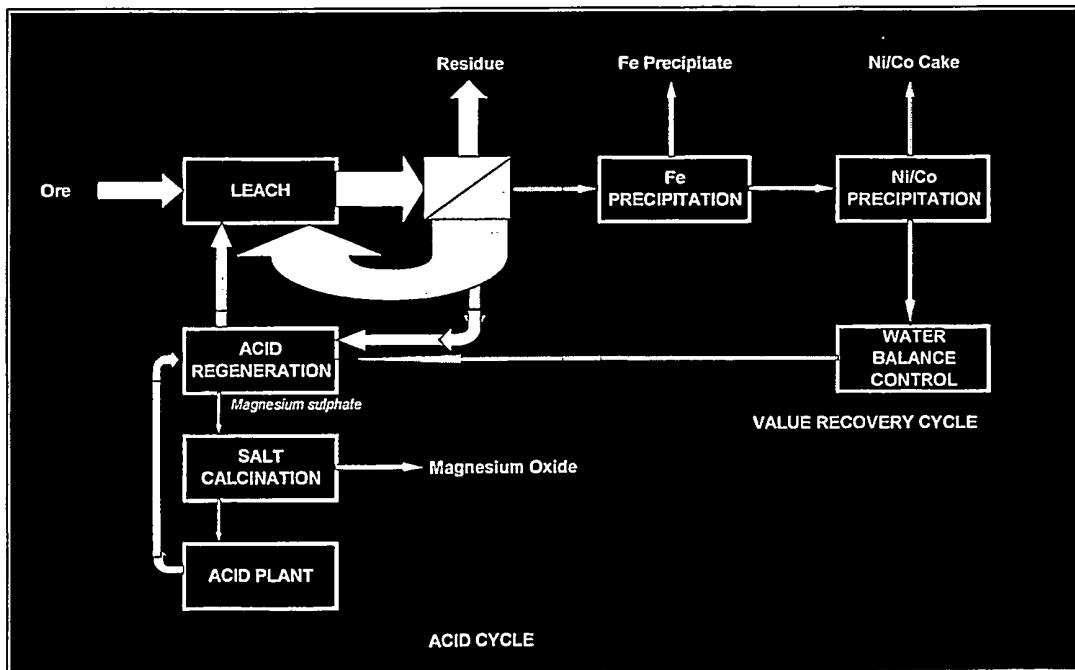 Residue
Fe Precipitate
Ni/Co Cake
Ore
LEACH
Fe
PRECIPITATION
Ni/Co
PRECIPITATION
ACID
REGENERATION
WATER
BALANCE
CONTROL
Magnesium sulphate
VALUE RECOVERY CYCLE
SALT
CALCINATION
Magnesium Oxide
ACID PLANT
ACID CYCLE